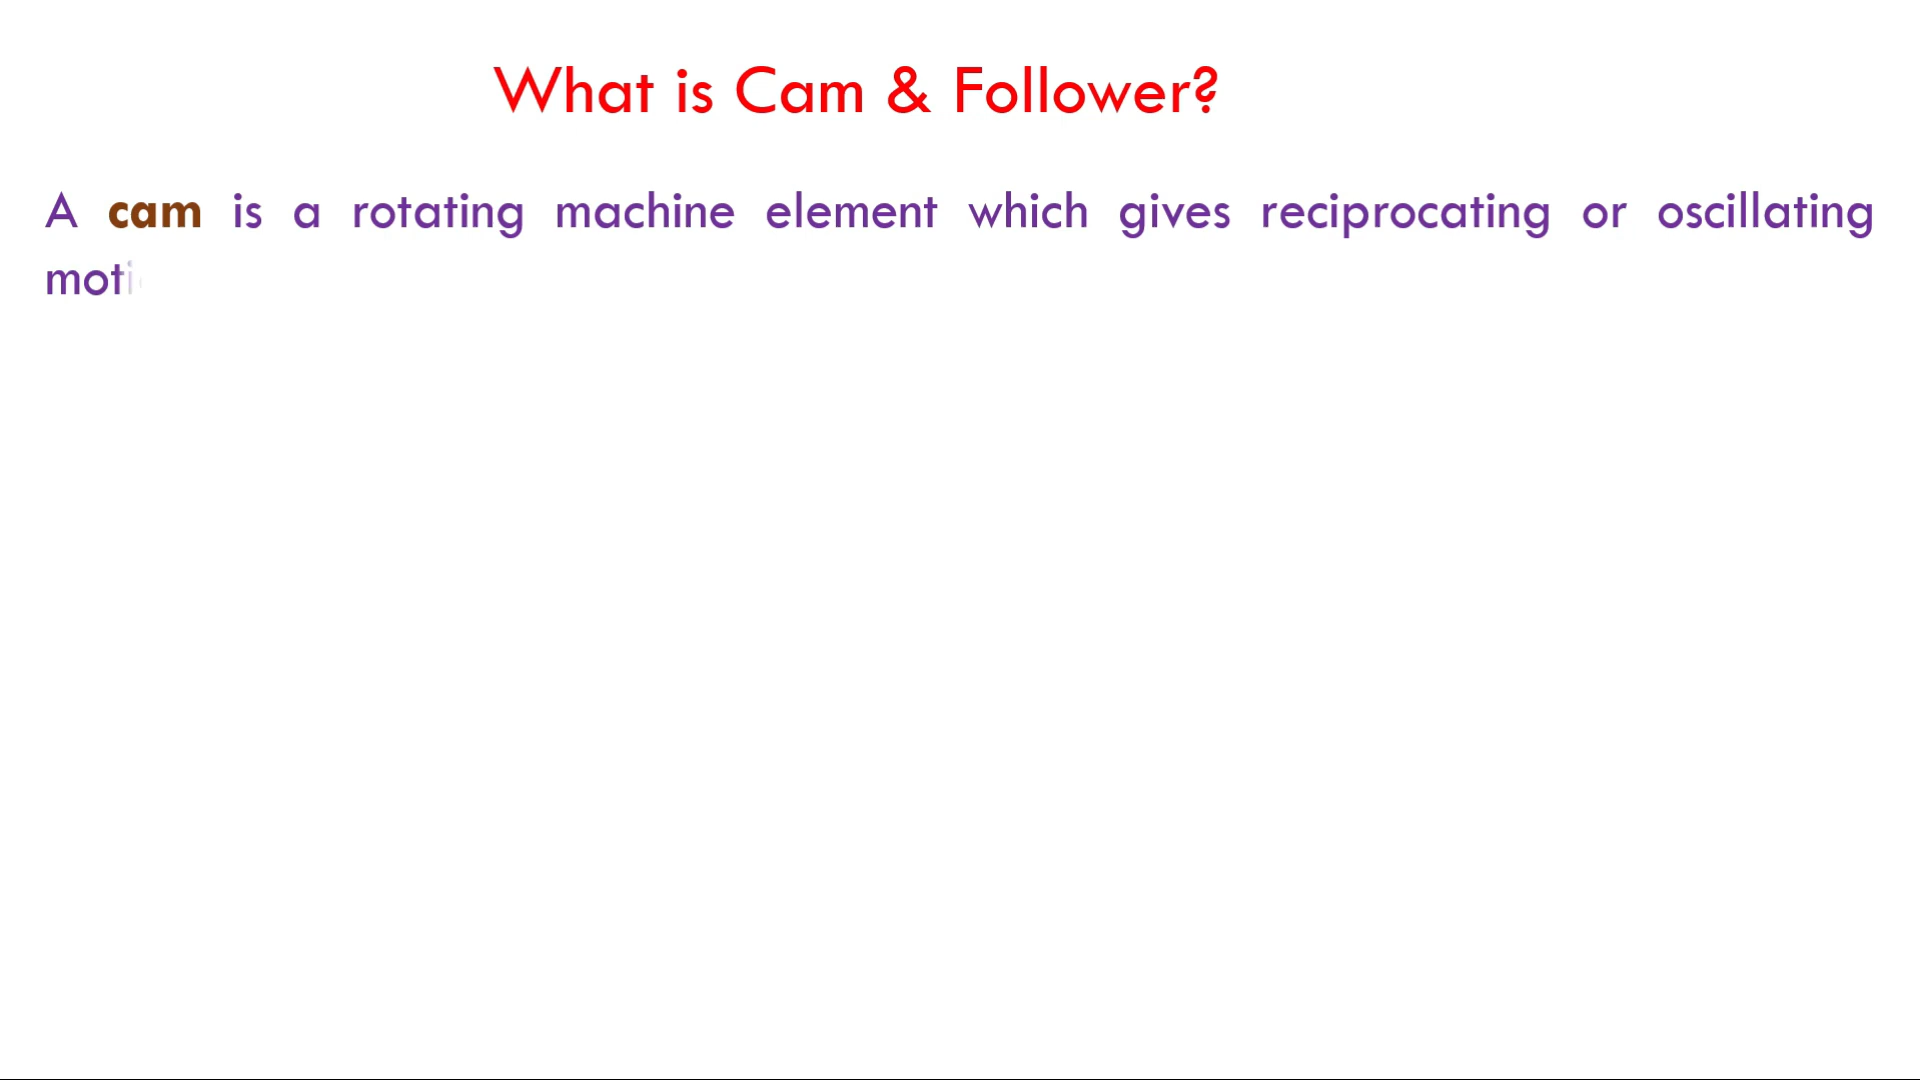 What is Cam & Follower?
A cam is a rotating machine element which gives reciprocating or oscillating
moti